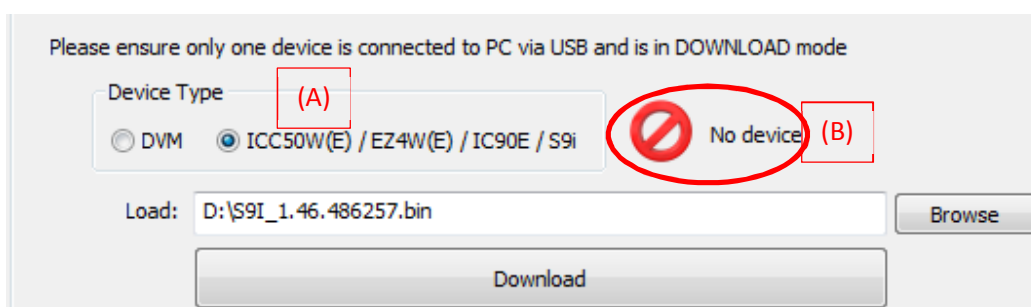 Please ensure only one device is connected to PC via USB and is in DOWNLOAD mode
Device Type
(A)
DVM
ICC50W(E) / EZ4W(E) / IC90E / S9i
No device
(B)
Load:
D:\S9I_1.46.486257.bin
Browse
Download